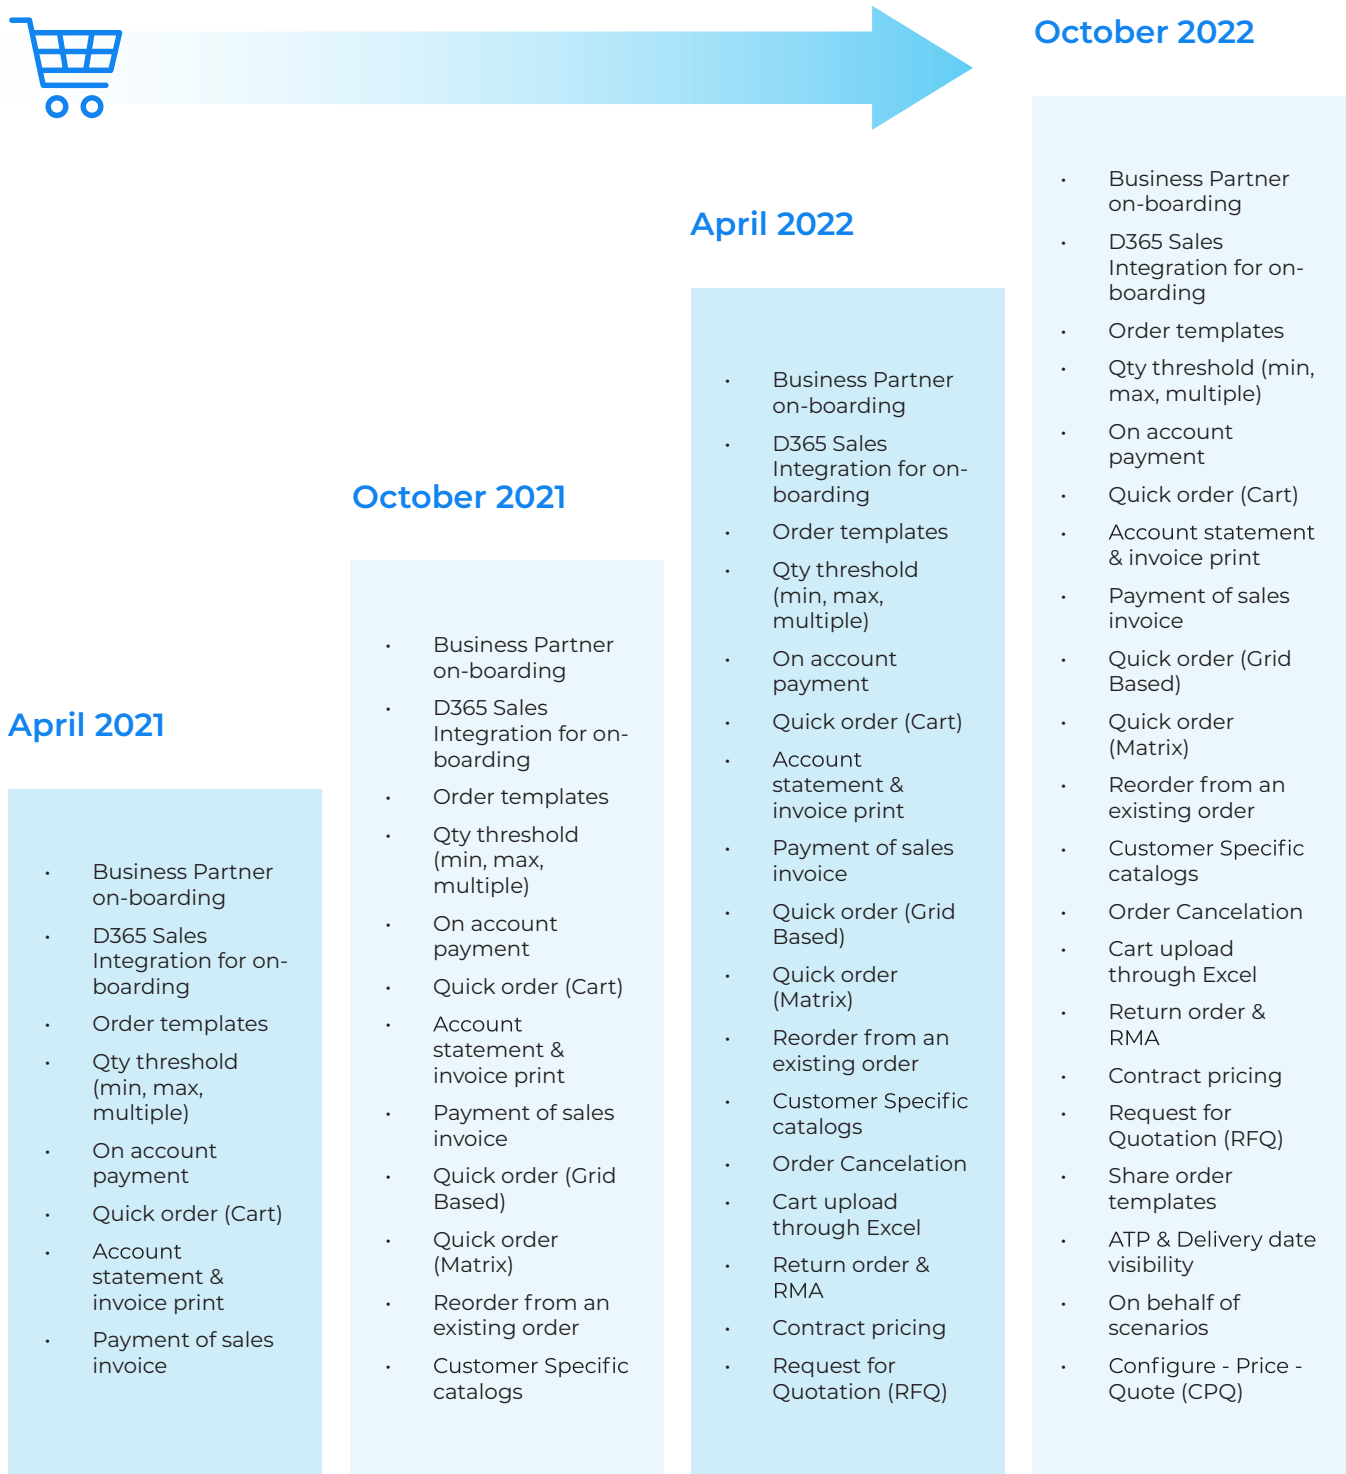 April 2021
• Business Partner
on-boarding
• D365 Sales
Integration for on-
boarding
• Order templates
• Qty threshold
(min, max,
multiple)
• On account
payment
• Quick order (Cart)
• Account
statement &
invoice print
• Payment of sales
invoice
October 2021
• Business Partner
on-boarding
• D365 Sales
Integration for on-
boarding
• Order templates
• Qty threshold
(min, max,
multiple)
• On account
payment
• Quick order (Cart)
• Account
statement &
invoice print
• Payment of sales
invoice
• Quick order (Grid
Based)
• Quick order
(Matrix)
• Reorder from an
existing order
• Customer Specific
catalogs
April 2022
• Business Partner
on-boarding
• D365 Sales
Integration for on-
boarding
• Order templates
• Qty threshold
(min, max,
multiple)
• On account
payment
• Quick order (Cart)
• Account
statement &
invoice print
• Payment of sales
invoice
• Quick order (Grid
Based)
• Quick order
(Matrix)
• Reorder from an
existing order
• Customer Specific
catalogs
• Order Cancelation
• Cart upload
through Excel
• Return order &
RMA
• Contract pricing
• Request for
Quotation (RFQ)
October 2022
• Business Partner
on-boarding
• D365 Sales
Integration for on-
boarding
• Order templates
• Qty threshold (min,
max, multiple)
• On account
payment
• Quick order (Cart)
• Account statement
& invoice print
• Payment of sales
invoice
• Quick order (Grid
Based)
• Quick order
(Matrix)
• Reorder from an
existing order
• Customer Specific
catalogs
• Order Cancelation
• Cart upload
through Excel
• Return order &
RMA
• Contract pricing
• Request for
Quotation (RFQ)
• Share order
templates
• ATP & Delivery date
visibility
• On behalf of
scenarios
• Configure - Price -
Quote (CPQ)